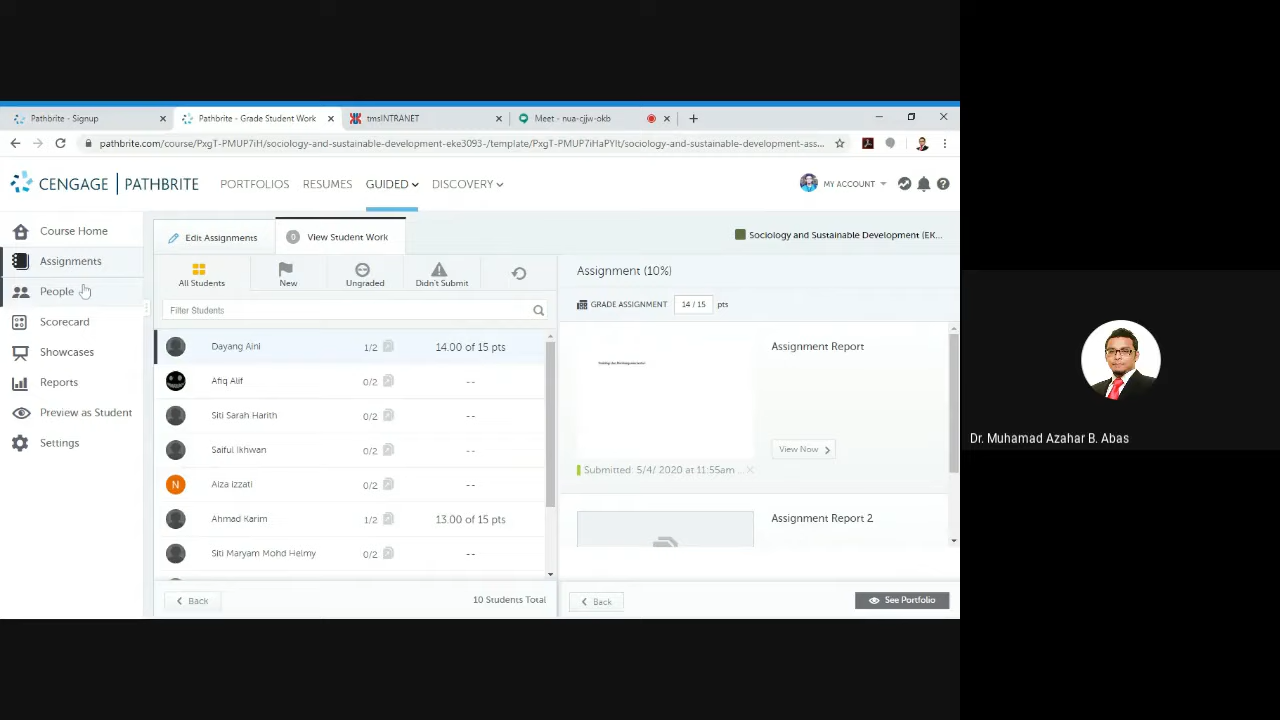 Pathbrite - Signup
Pathbrite - Grade Student Work
tmsINTRANET
Meet - nua-cjjw-okb
pathbrite.com/course/PxgT-PMUP7iH/sociology-and-sustainable-development-eke3093-/template/PxgT-PMUP7iHaPYlt/sociology-and-sustainable-development-ass...
CENGAGE | PATHBRITE
PORTFOLIOS
RESUMES
GUIDED
DISCOVERY
MY ACCOUNT
Course Home
Assignments
People
Scorecard
Showcases
Reports
Preview as Student
Settings
Edit Assignments
0 View Student Work
Sociology and Sustainable Development (EK...
All Students
New
Ungraded
Didn't Submit
Filter Students
Dayang Aini 1/2 14.00 of 15 pts
Afiq Alif 0/2 --
Siti Sarah Harith 0/2 --
Saiful Ikhwan 0/2 --
N Aiza Izzati 0/2 --
Ahmad Karim 1/2 13.00 of 15 pts
Siti Maryam Mohd Helmy 0/2 --
Back
10 Students Total
Assignment (10%)
GRADE ASSIGNMENT 14 / 15 pts
Assignment Report
View Now
Submitted: 5/4/ 2020 at 11:55am ...
Assignment Report 2
Back
See Portfolio
Dr. Muhamad Azahar B. Abas